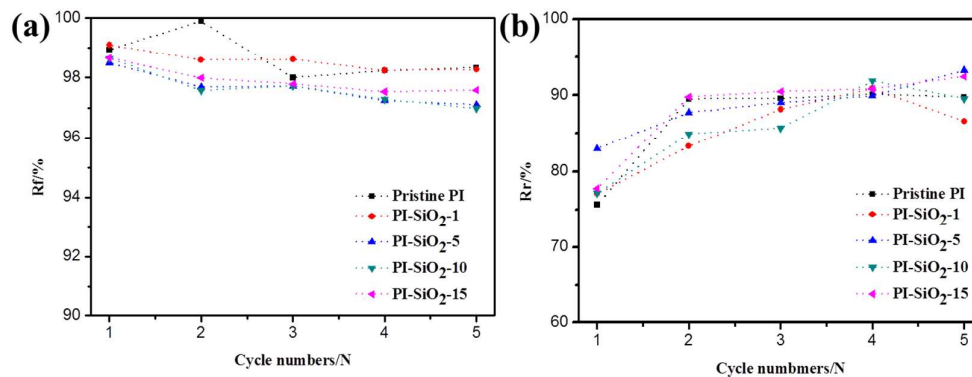 (a)
100
98
96
94
92
90
Rf/%
1 2 3 4 5
Cycle numbers/N
Pristine PI
PI-SiO2-1
PI-SiO2-5
PI-SiO2-10
PI-SiO2-15
(b)
100
90
80
70
60
Rr/%
1 2 3 4 5
Cycle numbmers/N
Pristine PI
PI-SiO2-1
PI-SiO2-5
PI-SiO2-10
PI-SiO2-15